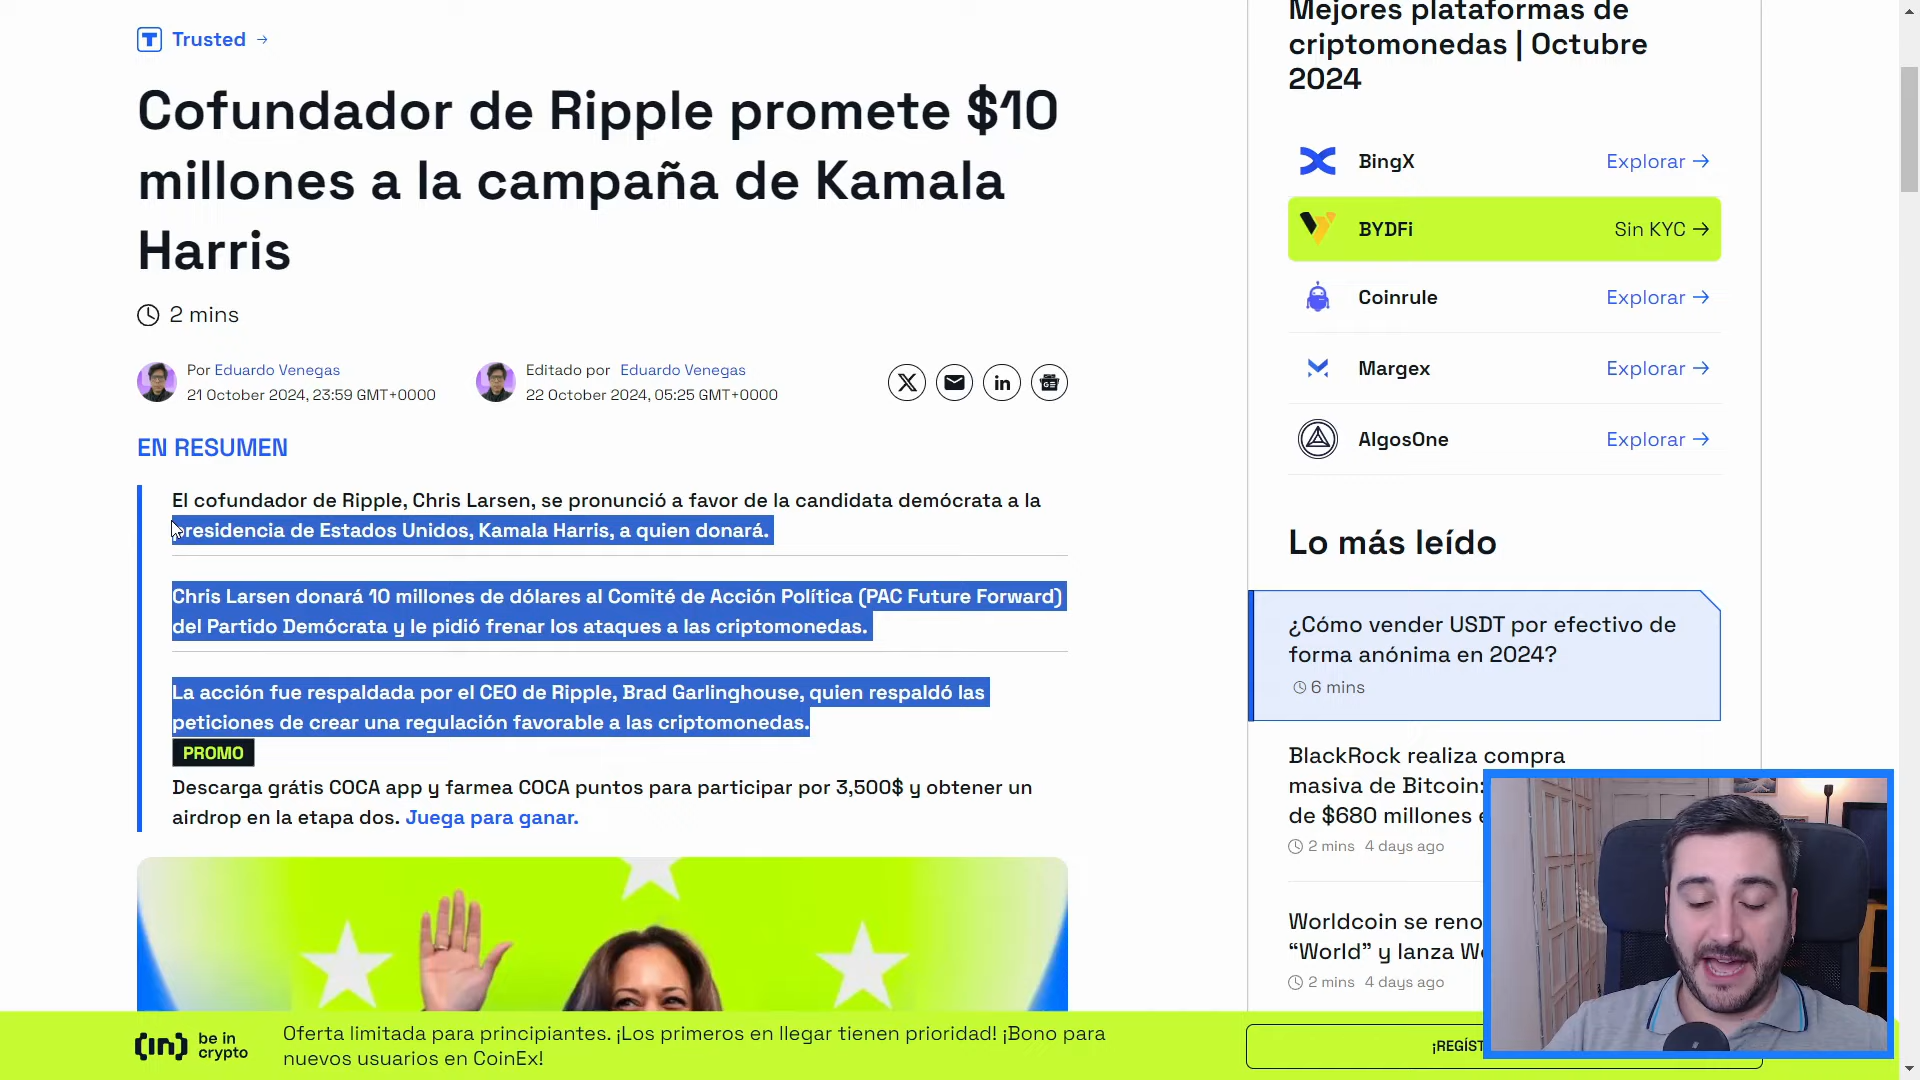 Trusted →
Cofundador de Ripple promete $10
millones a la campaña de Kamala
Harris
2 mins
Por Eduardo Venegas
21 October 2024, 23:59 GMT+0000
Editado por Eduardo Venegas
22 October 2024, 05:25 GMT+0000
EN RESUMEN
El cofundador de Ripple, Chris Larsen, se pronunció a favor de la candidata demócrata a la
presidencia de Estados Unidos, Kamala Harris, a quien donará.
Chris Larsen donará 10 millones de dólares al Comité de Acción Política (PAC Future Forward)
del Partido Demócrata y le pidió frenar los ataques a las criptomonedas.
La acción fue respaldada por el CEO de Ripple, Brad Garlinghouse, quien respaldó las
peticiones de crear una regulación favorable a las criptomonedas.
PROMO
Descarga grátis COCA app y farmea COCA puntos para participar por 3,500$ y obtener un
airdrop en la etapa dos. Juega para ganar.
Mejores plataformas de
criptomonedas | Octubre
2024
BingX Explorar →
BYDFi Sin KYC →
Coinrule Explorar →
Margex Explorar →
AlgosOne Explorar →
Lo más leído
¿Cómo vender USDT por efectivo de
forma anónima en 2024?
6 mins
BlackRock realiza compra
masiva de Bitcoin:
de $680 millones
2 mins 4 days ago
Worldcoin se reno
“World” y lanza
2 mins 4 days ago
(in) be in
crypto
Oferta limitada para principiantes. ¡Los primeros en llegar tienen prioridad! ¡Bono para
nuevos usuarios en CoinEx!
¡REGÍST